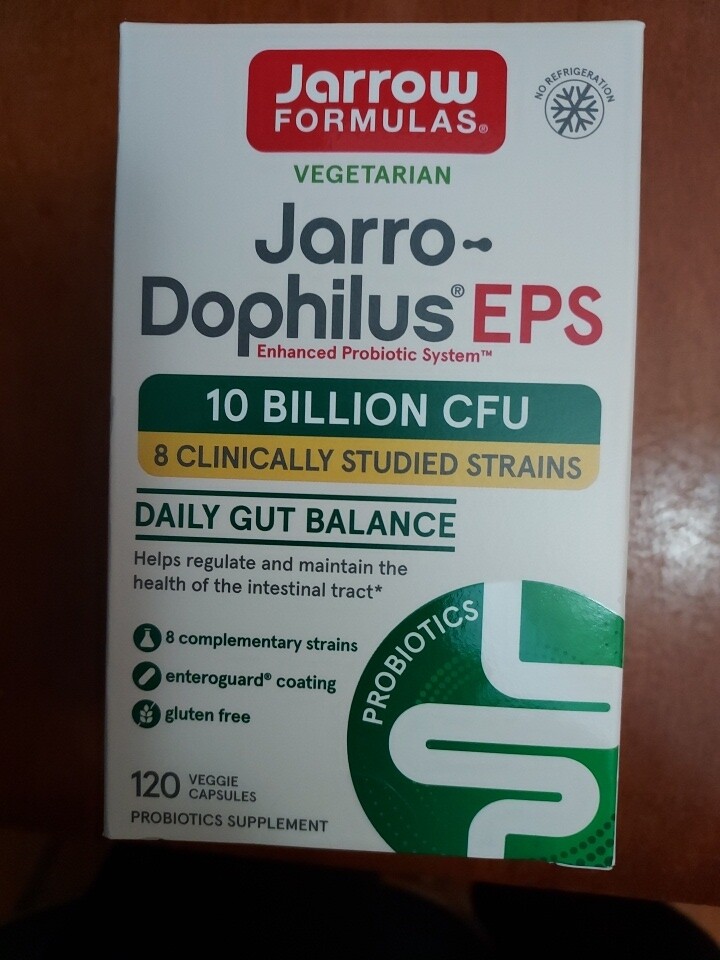 Jarrow
FORMULAS®
NO REFRIGERATION
VEGETARIAN
Jarro-
Dophilus® EPS
Enhanced Probiotic System™
10 BILLION CFU
8 CLINICALLY STUDIED STRAINS
DAILY GUT BALANCE
Helps regulate and maintain the
health of the intestinal tract*
8 complementary strains
enteroguard® coating
gluten free
PROBIOTICS
120 VEGGIE
CAPSULES
PROBIOTICS SUPPLEMENT